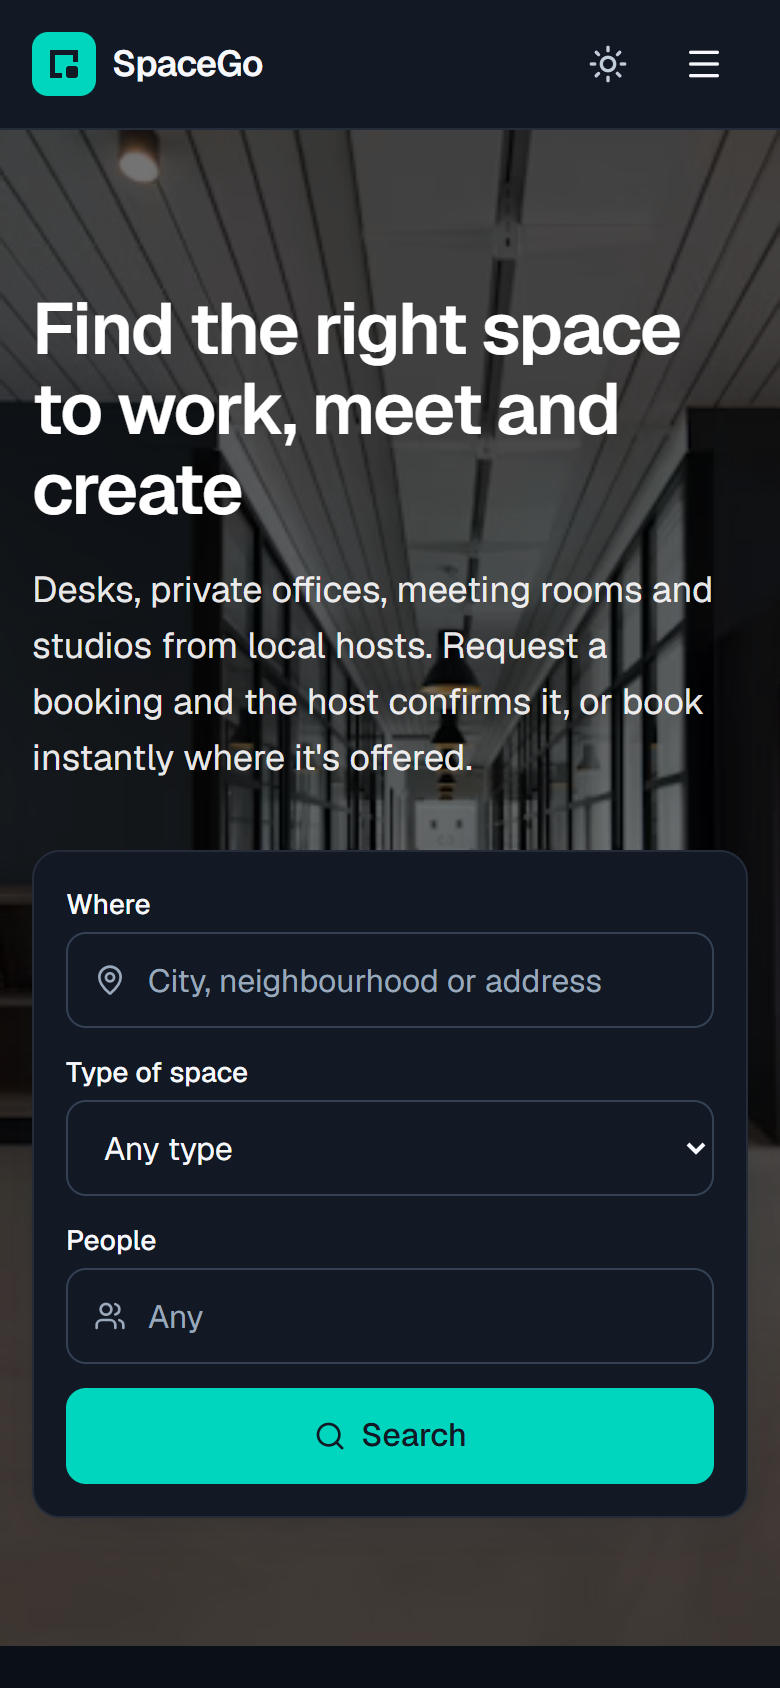 SpaceGo
Find the right space
to work, meet and
create
Desks, private offices, meeting rooms and
studios from local hosts. Request a
booking and the host confirms it, or book
instantly where it's offered.
Where
City, neighbourhood or address
Type of space
Any type
People
Any
Search